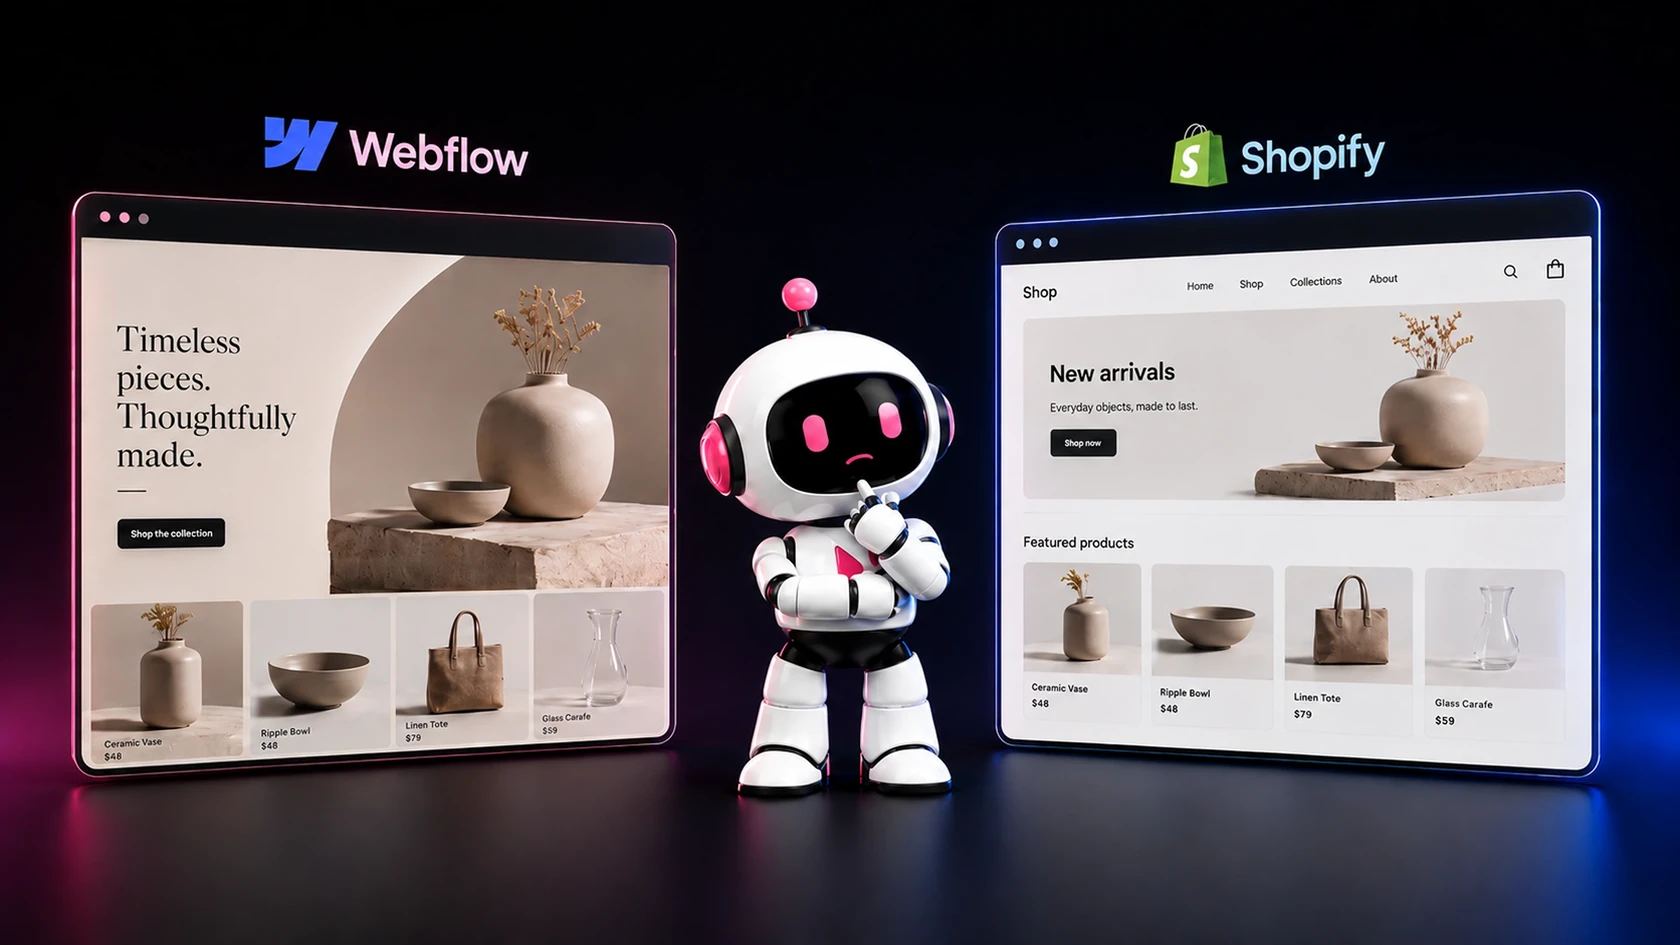 Webflow
Timeless
pieces.
Thoughtfully
made.
Shop the collection
Ceramic Vase
$48
Ripple Bowl
$48
Linen Tote
$79
Glass Carafe
$59
S Shopify
Shop
Home Shop Collections About
New arrivals
Everyday objects, made to last.
Shop now
Featured products
Ceramic Vase
$48
Ripple Bowl
$48
Linen Tote
$79
Glass Carafe
$59